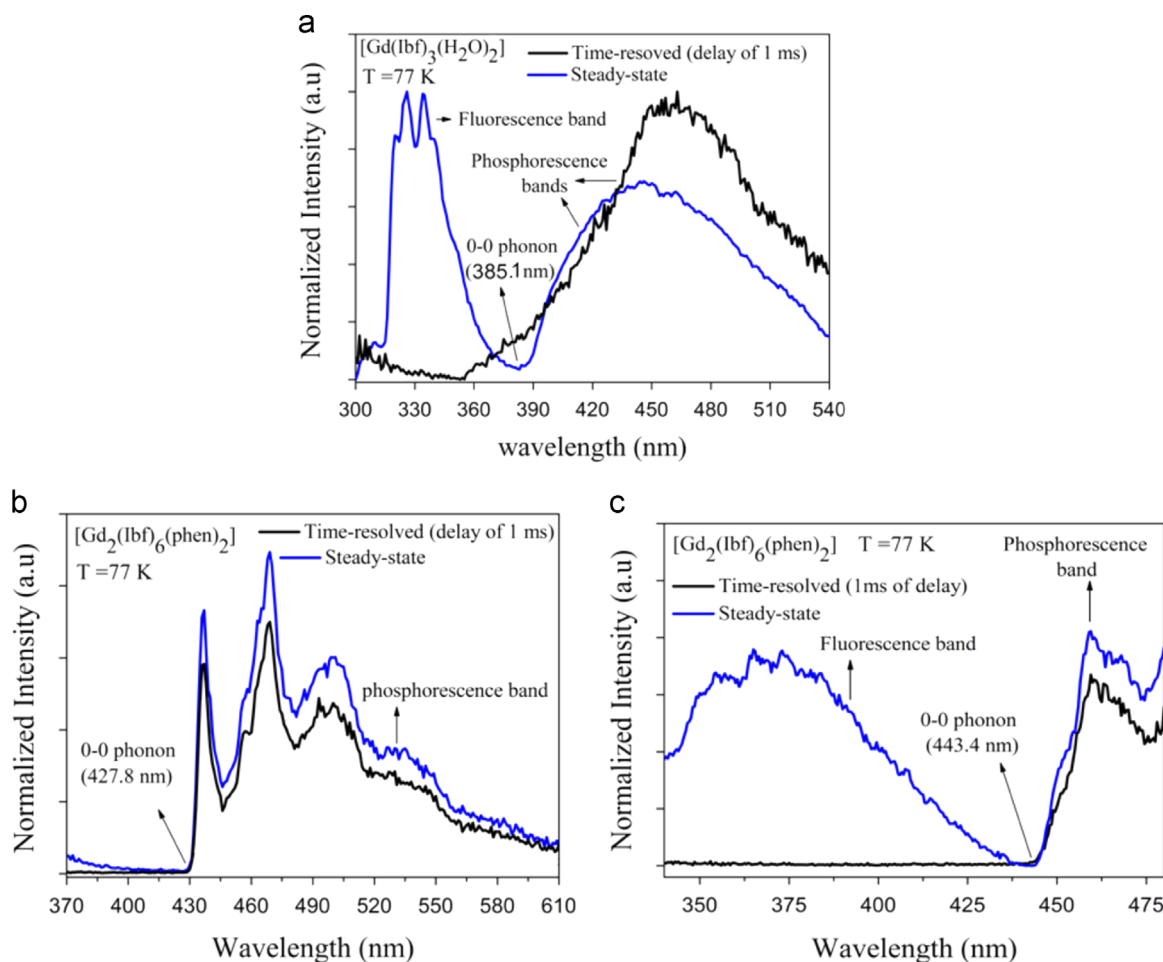 a
[Gd(Ibf)3(H2O)2]
T =77 K
Time-resoved (delay of 1 ms)
Steady-state
Fluorescence band
Phosphorescence
bands
0-0 phonon
(385.1nm)
Normalized Intensity (a.u)
300 330 360 390 420 450 480 510 540
wavelength (nm)
b
[Gd2(Ibf)6(phen)2]
T =77 K
Time-resolved (delay of 1 ms)
Steady-state
phosphorescence band
0-0 phonon
(427.8 nm)
Normalized Intensity (a.u)
370 400 430 460 490 520 550 580 610
Wavelength (nm)
c
[Gd2(Ibf)6(phen)2] T =77 K
Time-resolved (1ms of delay)
Steady-state
Phosphorescence
band
Fluorescence band
0-0 phonon
(443.4 nm)
Normalized Intensity (a.u)
350 375 400 425 450 475
Wavelength (nm)